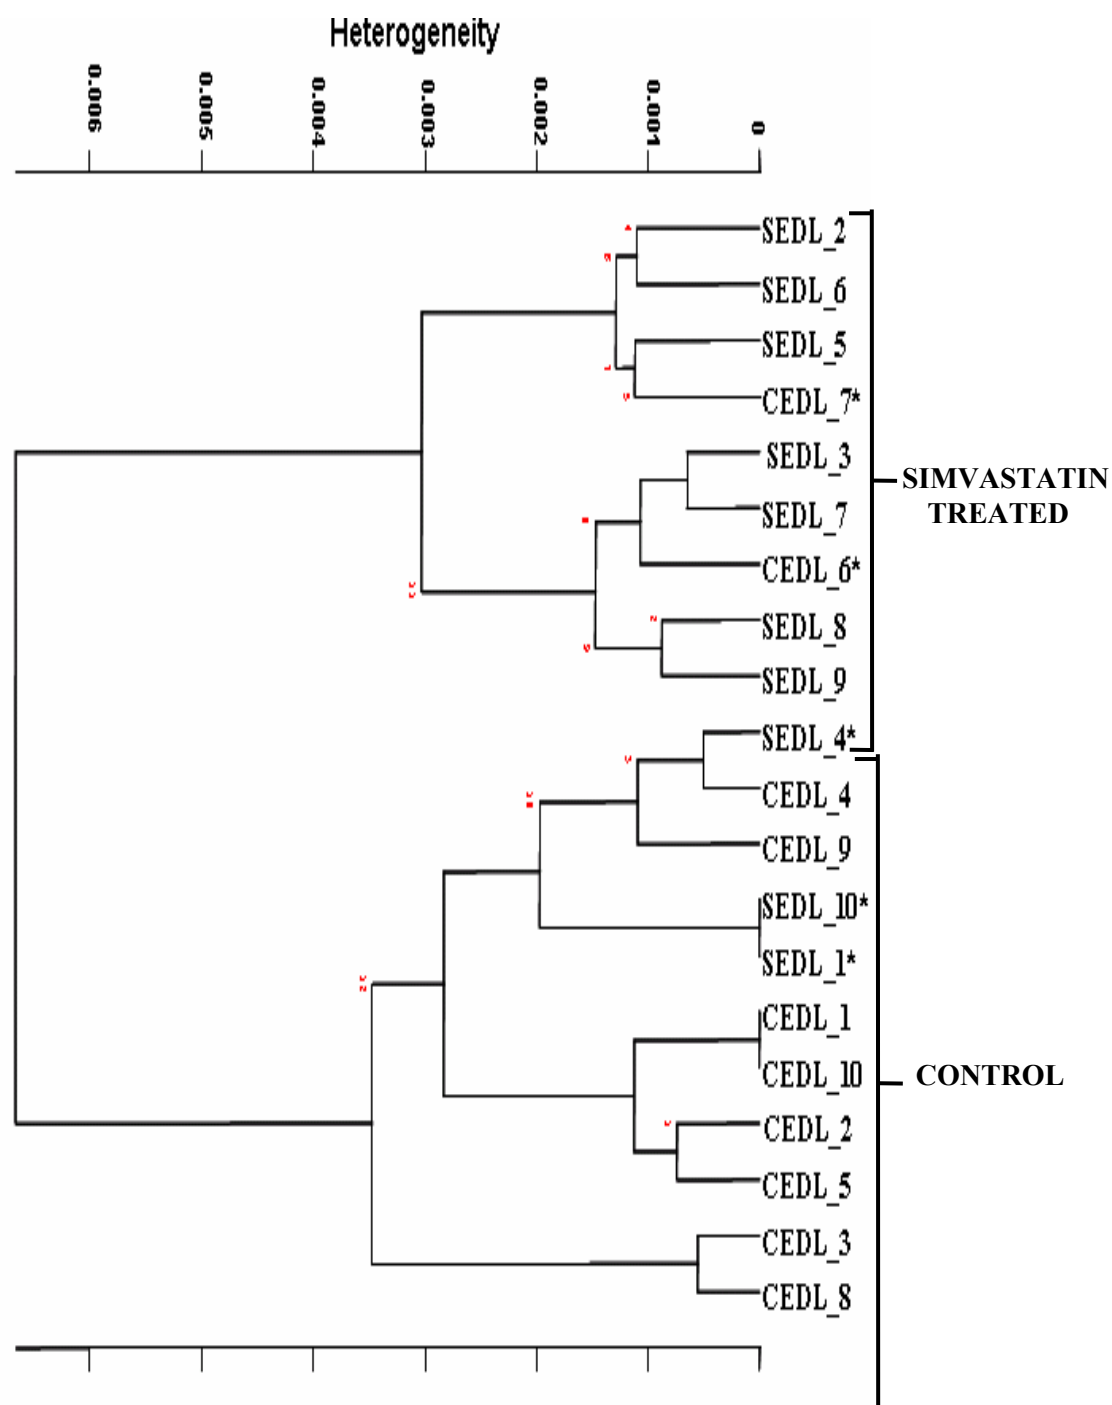 Heterogeneity
0.006
0.005
0.004
0.003
0.002
0.001
0
SEDL_2
SEDL_6
SEDL_5
CEDL_7*
SEDL_3
SEDL_7
CEDL_6*
SEDL_8
SEDL_9
SEDL_4*
CEDL_4
CEDL_9
SEDL_10*
SEDL_1*
CEDL_1
CEDL_10
CEDL_2
CEDL_5
CEDL_3
CEDL_8
SIMVASTATIN
TREATED
CONTROL